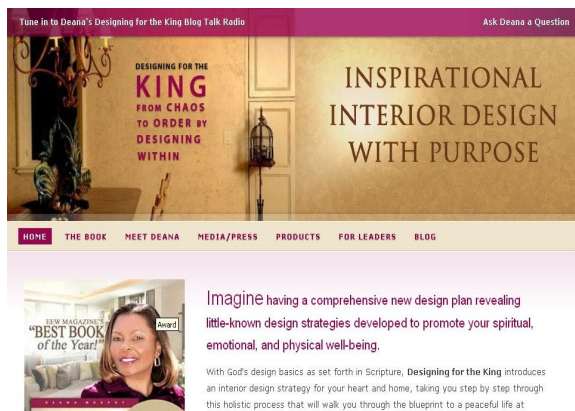 Tune in to Deana's Designing for the King Blog Talk Radio
Ask Deana a Question
DESIGNING FOR THE
KING
FROM CHAOS
TO ORDER BY
DESIGNING
WITHIN
INSPIRATIONAL
INTERIOR DESIGN
WITH PURPOSE
HOME THE BOOK MEET DEANA MEDIA/PRESS PRODUCTS FOR LEADERS BLOG
EEW MAGAZINE'S
"BEST BOOK
of the Year!"
Award
DEANA MURPHY
Imagine having a comprehensive new design plan revealing
little-known design strategies developed to promote your spiritual,
emotional, and physical well-being.
With God's design basics as set forth in Scripture, Designing for the King introduces
an interior design strategy for your heart and home, taking you step by step through
this holistic process that will walk you through the blueprint to a peaceful life at